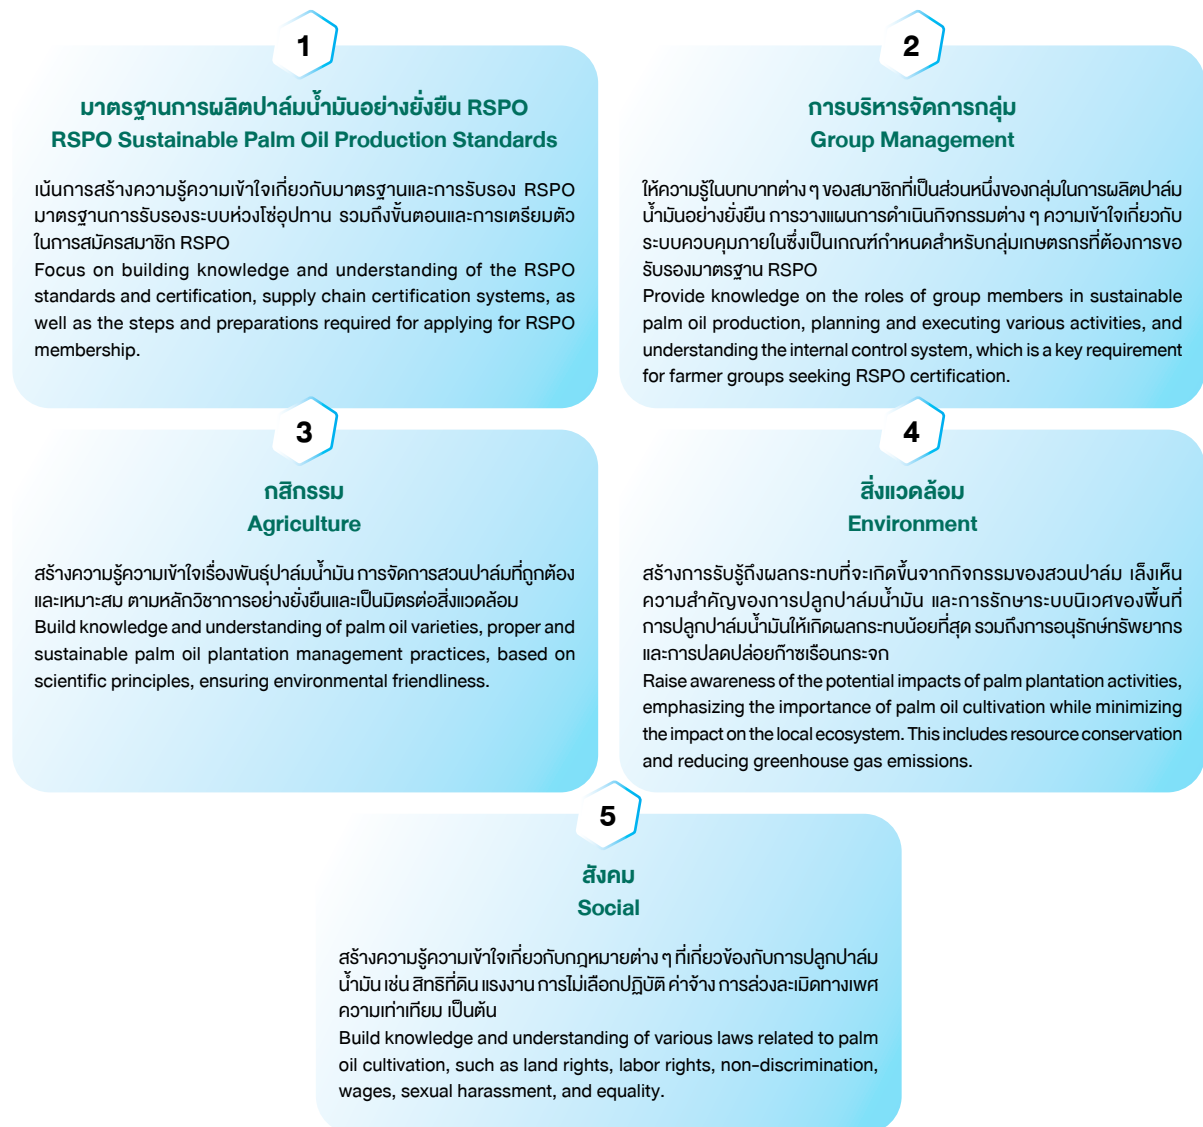 1
มาตรฐานการผลิตปาล์มน้ำมันอย่างยั่งยืน RSPO
RSPO Sustainable Palm Oil Production Standards
เน้นการสร้างความรู้ความเข้าใจเกี่ยวกับมาตรฐานและการรับรอง RSPO
มาตรฐานการรับรองระบบห่วงโซ่อุปทาน รวมถึงขั้นตอนและการเตรียมตัว
ในการสมัครสมาชิก RSPO
Focus on building knowledge and understanding of the RSPO
standards and certification, supply chain certification systems, as
well as the steps and preparations required for applying for RSPO
membership.
2
การบริหารจัดการกลุ่ม
Group Management
ให้ความรู้ในบทบาทต่าง ๆ ของสมาชิกที่เป็นส่วนหนึ่งของกลุ่มในการผลิตปาล์ม
น้ำมันอย่างยั่งยืน การวางแผนการดำเนินกิจกรรมต่าง ๆ ความเข้าใจเกี่ยวกับ
ระบบควบคุมภายในซึ่งเป็นเกณฑ์กำหนดสำหรับกลุ่มเกษตรกรที่ต้องการขอ
รับรองมาตรฐาน RSPO
Provide knowledge on the roles of group members in sustainable
palm oil production, planning and executing various activities, and
understanding the internal control system, which is a key requirement
for farmer groups seeking RSPO certification.
3
กสิกรรม
Agriculture
สร้างความรู้ความเข้าใจเรื่องพันธุ์ปาล์มน้ำมัน การจัดการสวนปาล์มที่ถูกต้อง
และเหมาะสม ตามหลักวิชาการอย่างยั่งยืนและเป็นมิตรต่อสิ่งแวดล้อม
Build knowledge and understanding of palm oil varieties, proper and
sustainable palm oil plantation management practices, based on
scientific principles, ensuring environmental friendliness.
4
สิ่งแวดล้อม
Environment
สร้างการรับรู้ถึงผลกระทบที่จะเกิดขึ้นจากกิจกรรมของสวนปาล์ม เล็งเห็น
ความสำคัญของการปลูกปาล์มน้ำมัน และการรักษาระบบนิเวศของพื้นที่
การปลูกปาล์มน้ำมันให้เกิดผลกระทบน้อยที่สุด รวมถึงการอนุรักษ์ทรัพยากร
และการปลดปล่อยก๊าซเรือนกระจก
Raise awareness of the potential impacts of palm plantation activities,
emphasizing the importance of palm oil cultivation while minimizing
the impact on the local ecosystem. This includes resource conservation
and reducing greenhouse gas emissions.
5
สังคม
Social
สร้างความรู้ความเข้าใจเกี่ยวกับกฎหมายต่าง ๆ ที่เกี่ยวข้องกับการปลูกปาล์ม
น้ำมัน เช่น สิทธิที่ดิน แรงงาน การไม่เลือกปฏิบัติ ค่าจ้าง การล่วงละเมิดทางเพศ
ความเท่าเทียม เป็นต้น
Build knowledge and understanding of various laws related to palm
oil cultivation, such as land rights, labor rights, non-discrimination,
wages, sexual harassment, and equality.